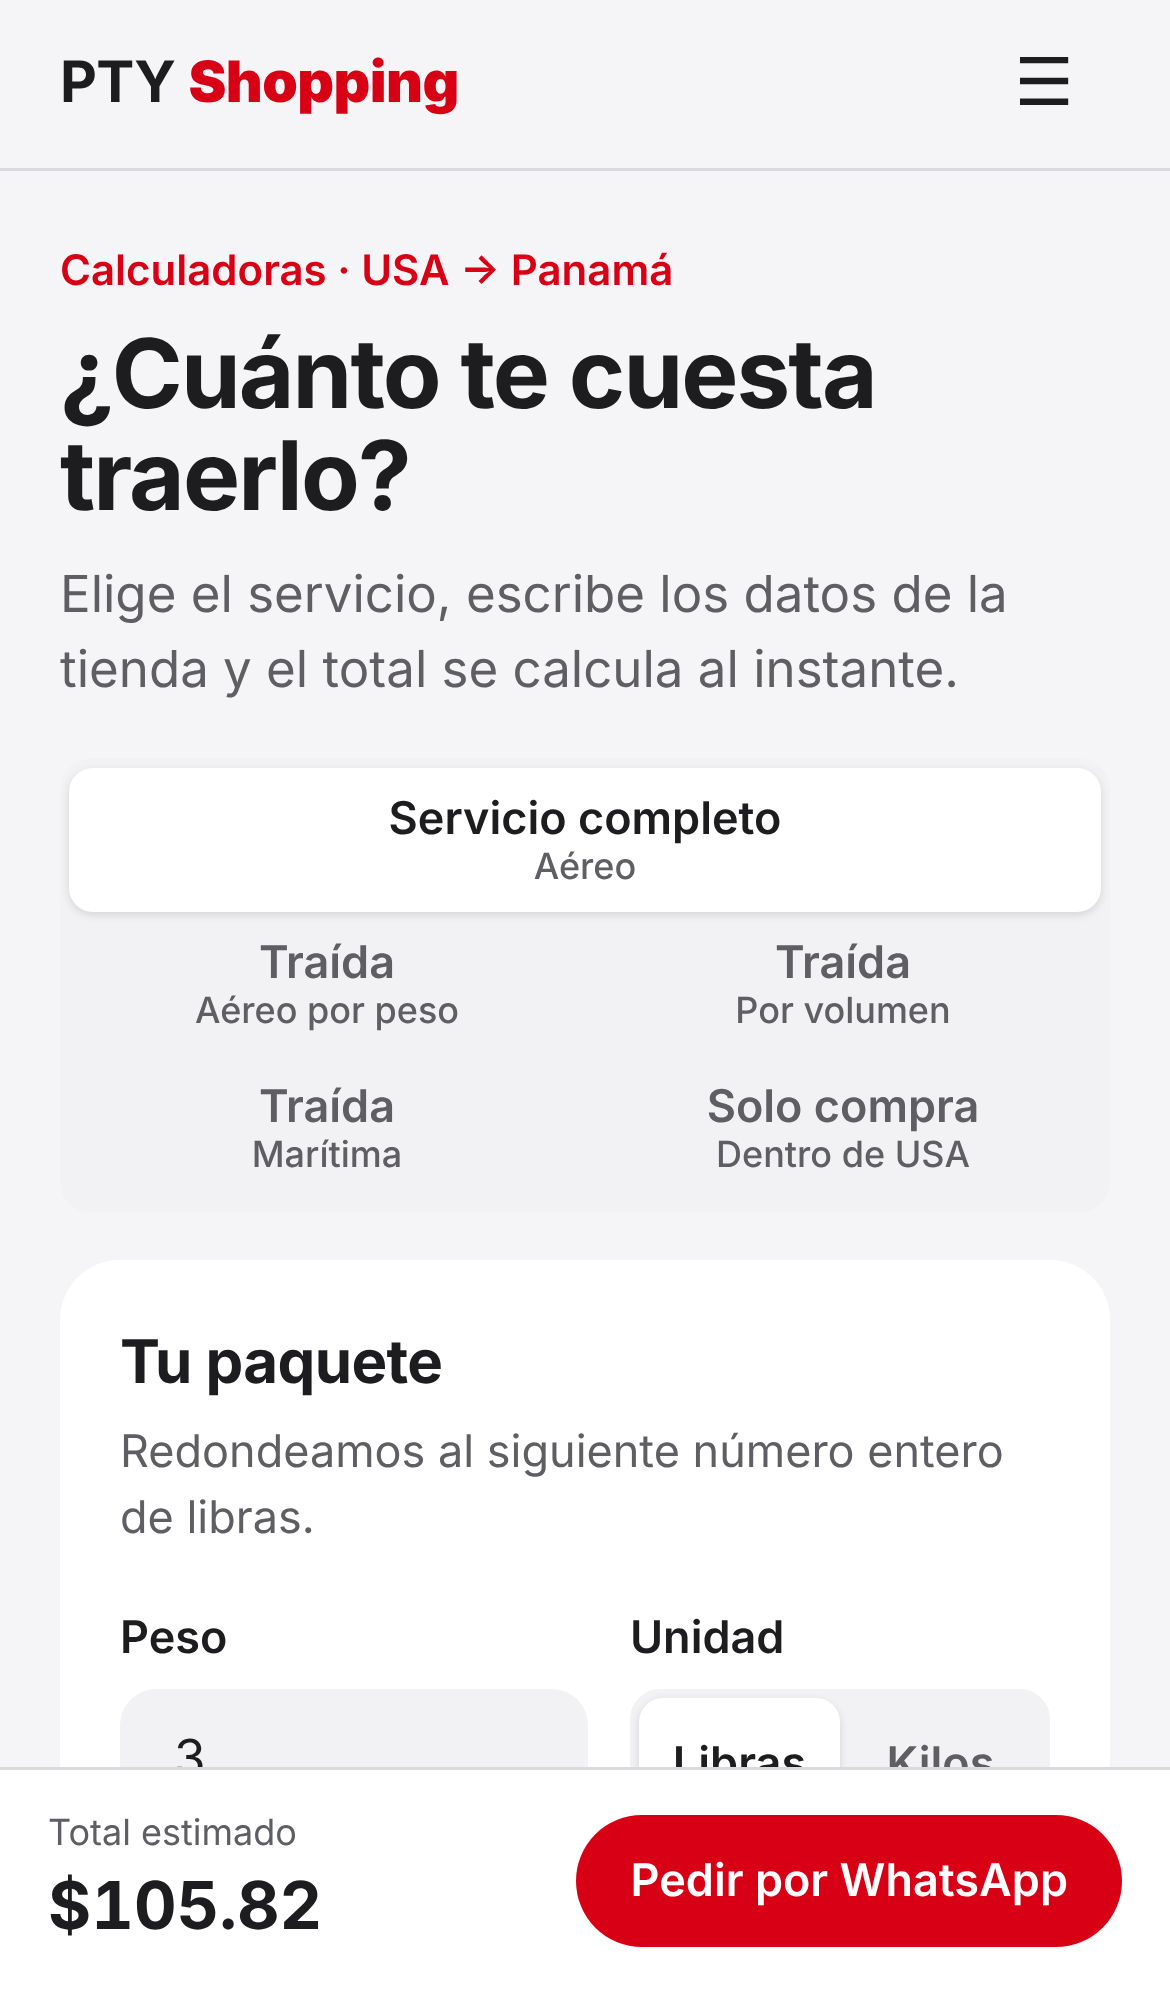 PTY Shopping
Calculadoras · USA → Panamá
¿Cuánto te cuesta
traerlo?
Elige el servicio, escribe los datos de la
tienda y el total se calcula al instante.
Servicio completo
Aéreo
Traída
Aéreo por peso
Traída
Por volumen
Traída
Marítima
Solo compra
Dentro de USA
Tu paquete
Redondeamos al siguiente número entero
de libras.
Peso
Unidad
3
Libras
Kilos
Total estimado
$105.82
Pedir por WhatsApp